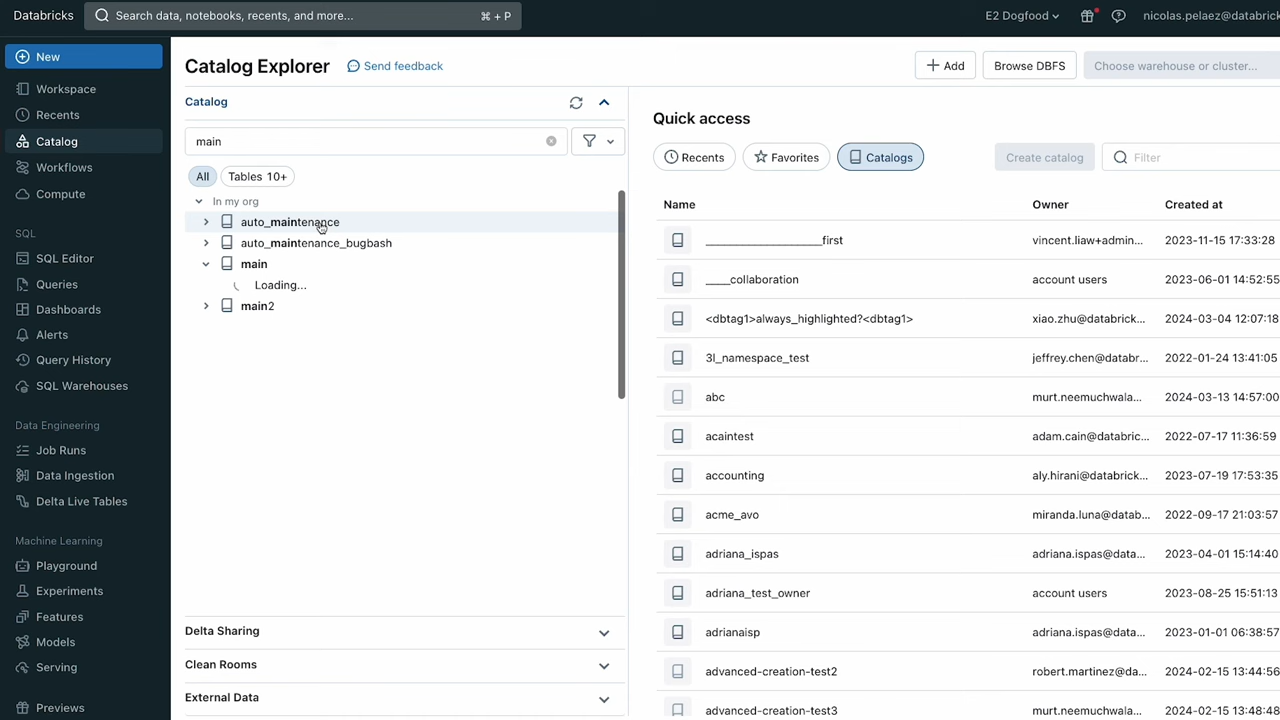 Databricks
Search data, notebooks, recents, and more...
⌘ + P
E2 Dogfood
nicolas.pelaez@databrick
New
Workspace
Recents
Catalog
Workflows
Compute
SQL
SQL Editor
Queries
Dashboards
Alerts
Query History
SQL Warehouses
Data Engineering
Job Runs
Data Ingestion
Delta Live Tables
Machine Learning
Playground
Experiments
Features
Models
Serving
Previews
Catalog Explorer
Send feedback
+ Add
Browse DBFS
Choose warehouse or cluster...
Catalog
main
All
Tables 10+
In my org
auto_maintenance
auto_maintenance_bugbash
main
Loading...
main2
Delta Sharing
Clean Rooms
External Data
Quick access
Recents
Favorites
Catalogs
Create catalog
Filter
Name Owner Created at
_____________________first vincent.liaw+admin... 2023-11-15 17:33:28
____collaboration account users 2023-06-01 14:52:55
<dbtag1>always_highlighted?<dbtag1> xiao.zhu@databrick... 2024-03-04 12:07:18
3l_namespace_test jeffrey.chen@databr... 2022-01-24 13:41:05
abc murt.neemuchwala... 2024-03-13 14:57:00
acaintest adam.cain@databric... 2022-07-17 11:36:59
accounting aly.hirani@databrick... 2023-07-19 17:53:35
acme_avo miranda.luna@datab... 2022-09-17 21:03:57
adriana_ispas adriana.ispas@data... 2023-04-01 15:14:40
adriana_test_owner account users 2023-08-25 15:51:13
adrianaisp adriana.ispas@data... 2023-01-01 06:38:57
advanced-creation-test2 robert.martinez@da... 2024-02-15 13:44:56
advanced-creation-test3 murt.neemuchwala... 2024-02-15 13:48:48